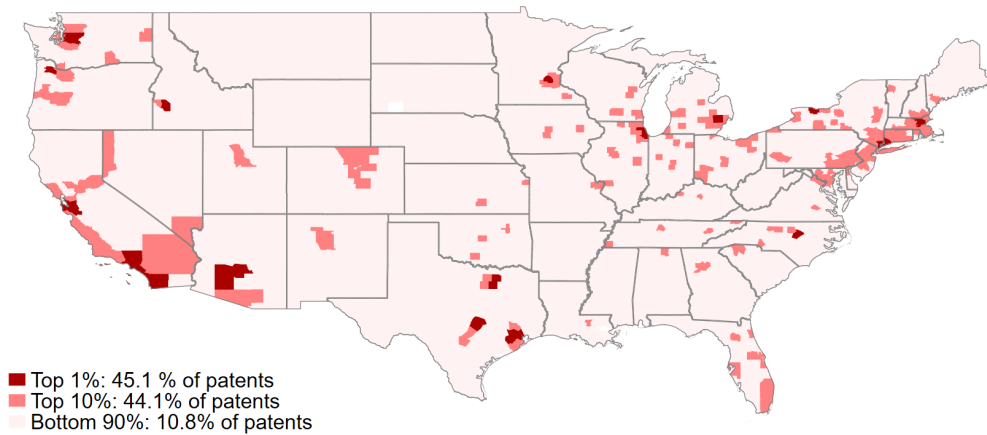 Top 1%: 45.1 % of patents
Top 10%: 44.1% of patents
Bottom 90%: 10.8% of patents